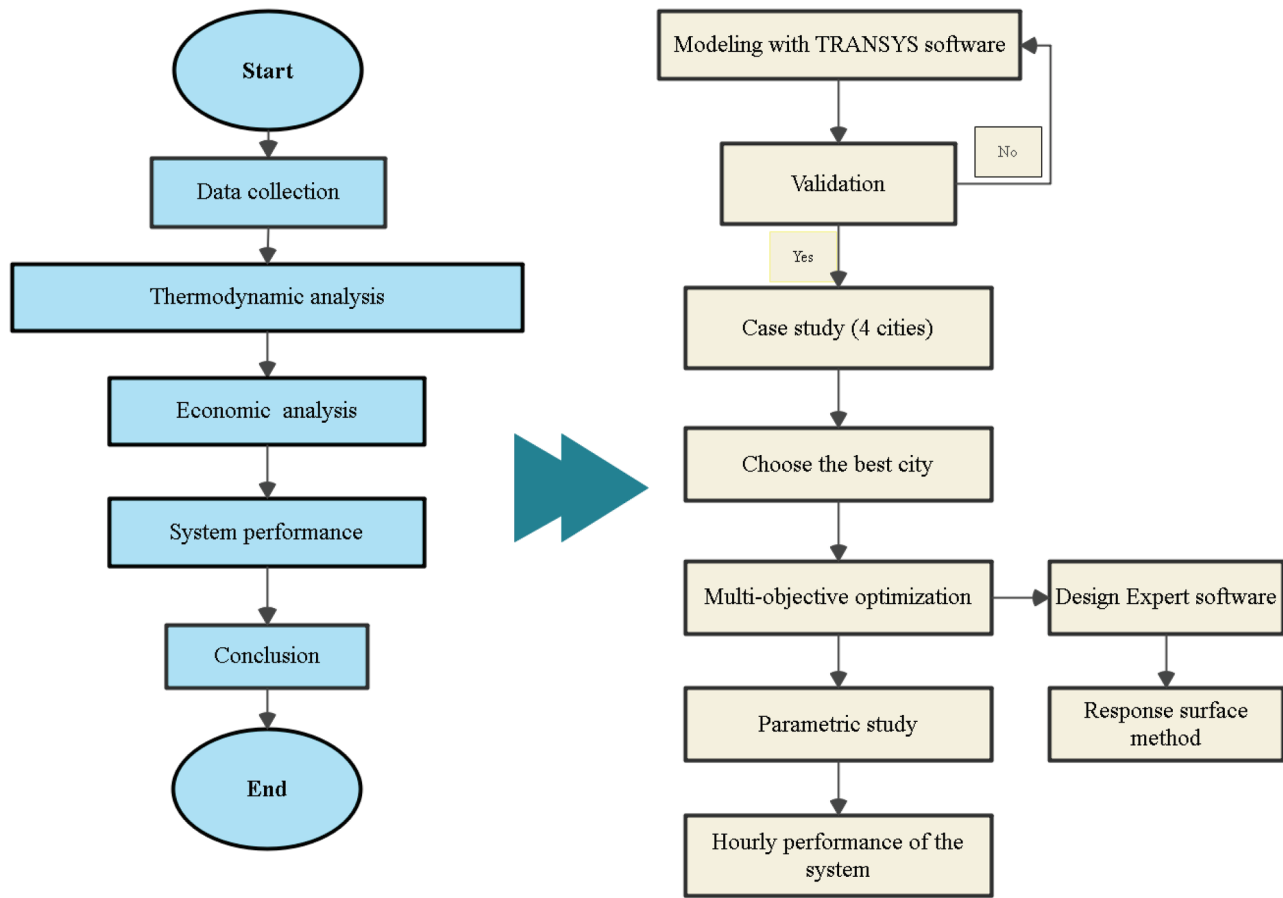 Start
Data collection
Thermodynamic analysis
Economic analysis
System performance
Conclusion
End
Modeling with TRANSYS software
No
Validation
Yes
Case study (4 cities)
Choose the best city
Multi-objective optimization
Design Expert software
Parametric study
Response surface
method
Hourly performance of the
system